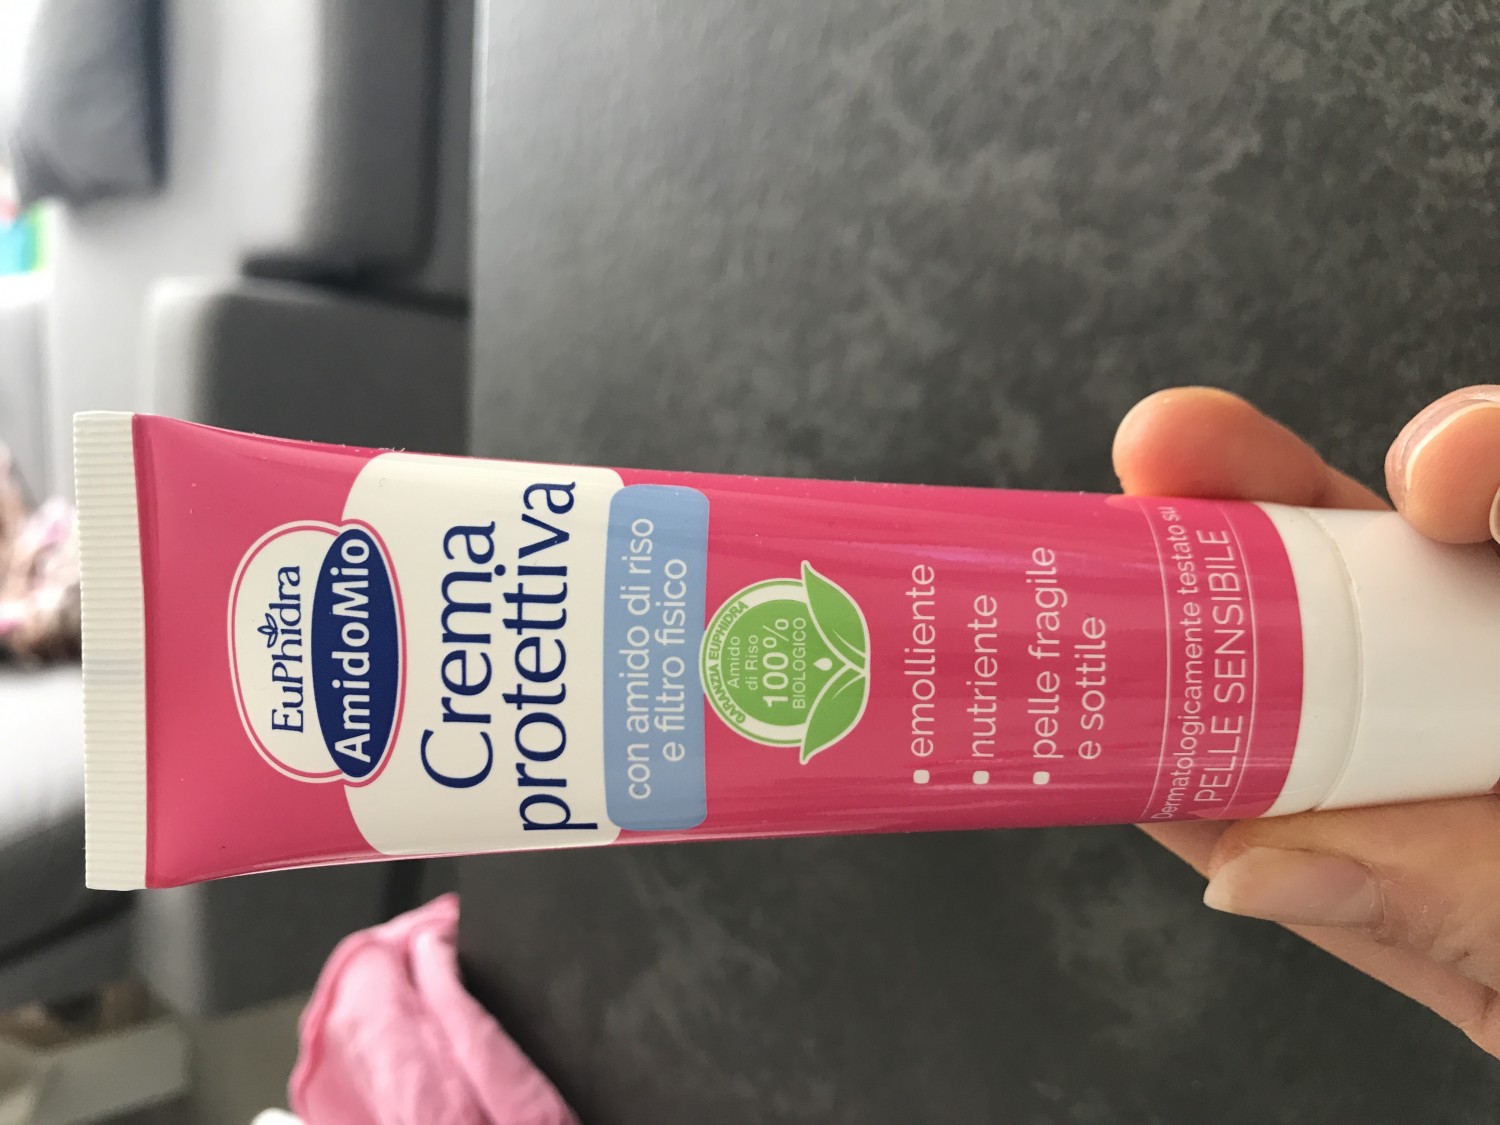 EuPhidra
AmidoMio
Crema
protettiva
con amido di riso
e filtro fisico
GARANZIA EUPHIDRA
Amido
di Riso
100%
BIOLOGICO
▪ emolliente
▪ nutriente
▪ pelle fragile
e sottile
Dermatologicamente testato su
PELLE SENSIBILE